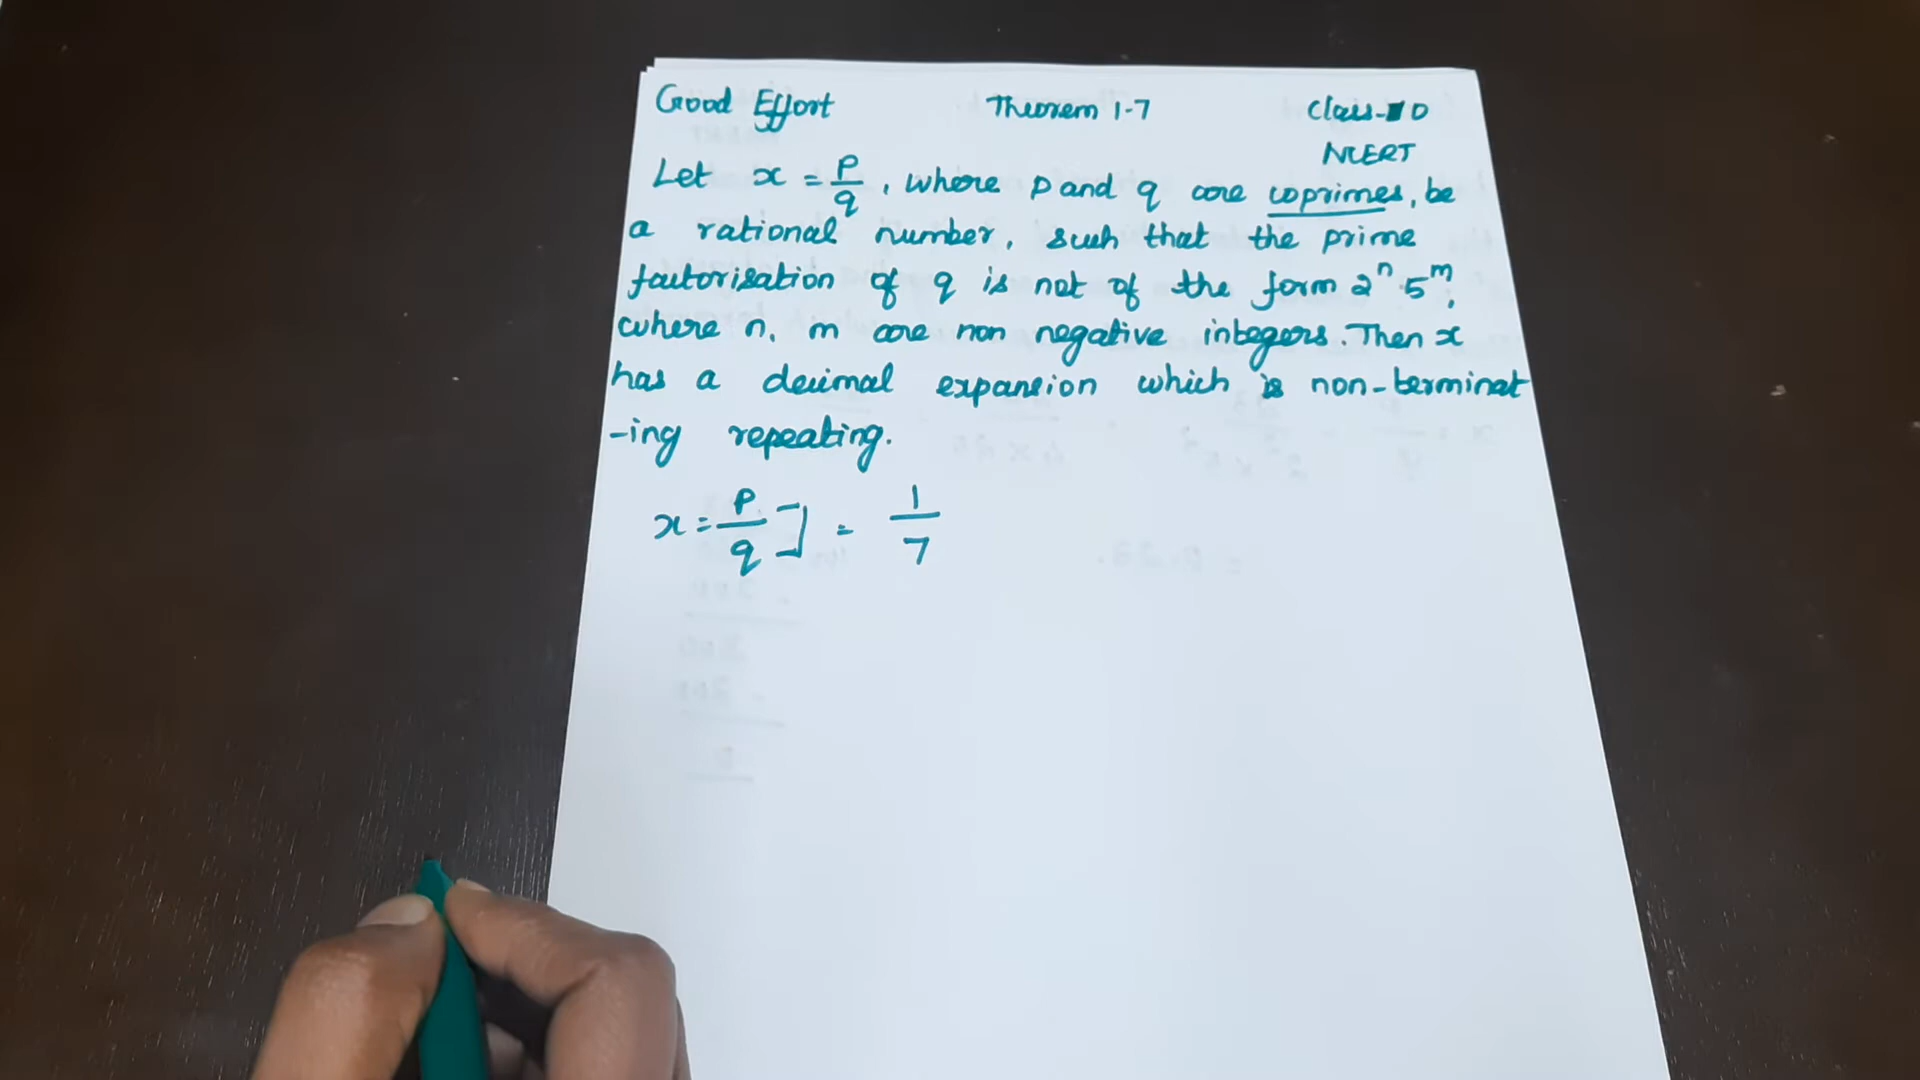 Good Effort Theorem 1.7 Class-10
NCERT
Let x = p/q, where p and q are coprimes, be
a rational number, such that the prime
factorisation of q is not of the form 2^n.5^m,
where n, m are non negative integers. Then x
has a decimal expansion which is non-terminat
-ing repeating.
x = p/q ] = 1/7